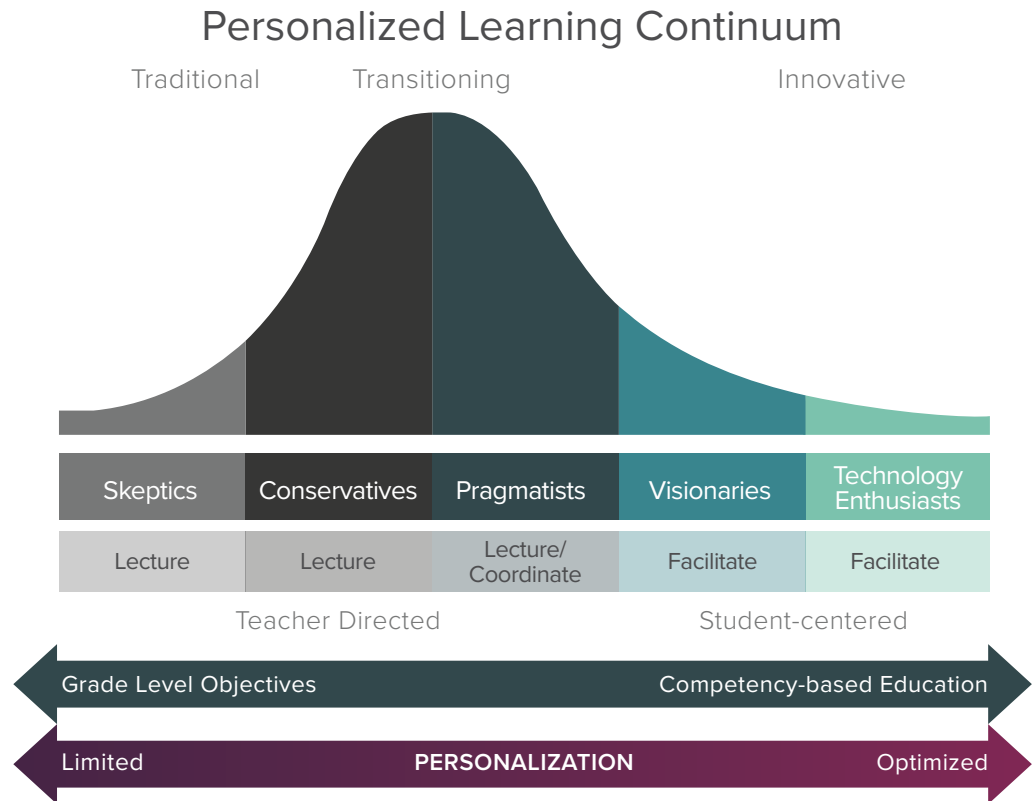 Personalized Learning Continuum
Traditional
Transitioning
Innovative
Skeptics
Conservatives
Pragmatists
Visionaries
Technology
Enthusiasts
Lecture
Lecture
Lecture/
Coordinate
Facilitate
Facilitate
Teacher Directed
Student-centered
Grade Level Objectives
Competency-based Education
Limited
PERSONALIZATION
Optimized